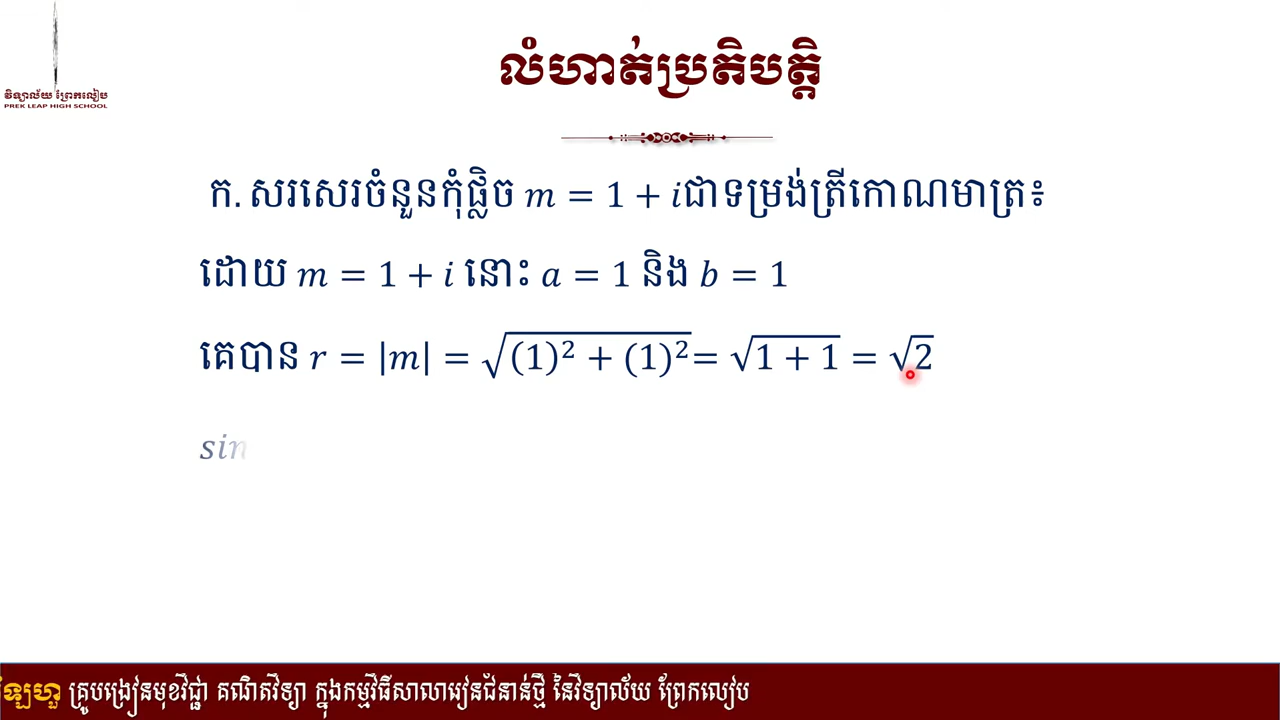 វិទ្យាល័យ ព្រែកលៀប
PREK LEAP HIGH SCHOOL
លំហាត់ប្រតិបត្តិ
ក. សរសេរចំនួនកុំផ្លិច m = 1 + i ជាទម្រង់ត្រីកោណមាត្រ៖
ដោយ m = 1 + i នោះ a = 1 និង b = 1
គេបាន r = |m| = √((1)² + (1)²) = √(1 + 1) = √2
sin
ឡៃហួ គ្រូបង្រៀនមុខវិជ្ជា គណិតវិទ្យា ក្នុងកម្មវិធីសាលារៀនជំនាន់ថ្មី នៃវិទ្យាល័យ ព្រែកលៀប